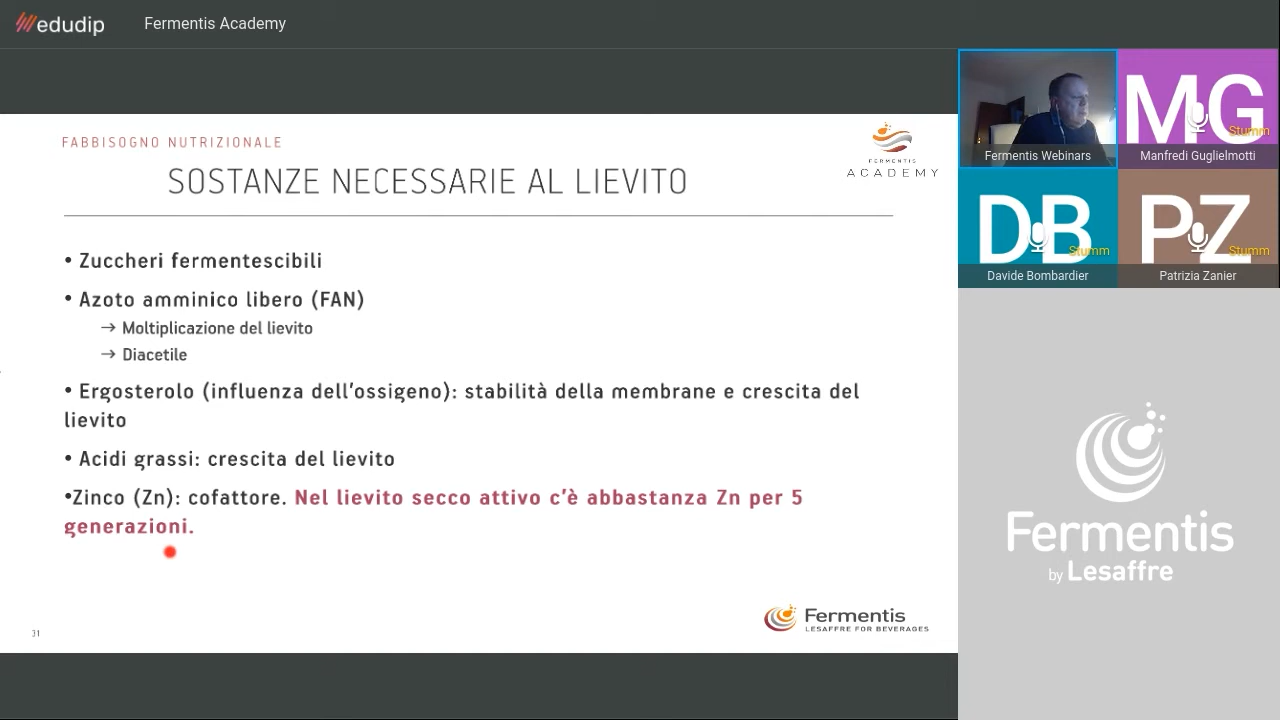 edudip
Fermentis Academy
FABBISOGNO NUTRIZIONALE
SOSTANZE NECESSARIE AL LIEVITO
FERMENTIS
ACADEMY
• Zuccheri fermentescibili
• Azoto amminico libero (FAN)
→ Moltiplicazione del lievito
→ Diacetile
• Ergosterolo (influenza dell'ossigeno): stabilità della membrane e crescita del
lievito
• Acidi grassi: crescita del lievito
•Zinco (Zn): cofattore. Nel lievito secco attivo c'è abbastanza Zn per 5
generazioni.
31
Fermentis
LESAFFRE FOR BEVERAGES
Fermentis Webinars
MG
Stumm
Manfredi Guglielmotti
DB
Stumm
Davide Bombardier
PZ
Stumm
Patrizia Zanier
Fermentis
by Lesaffre